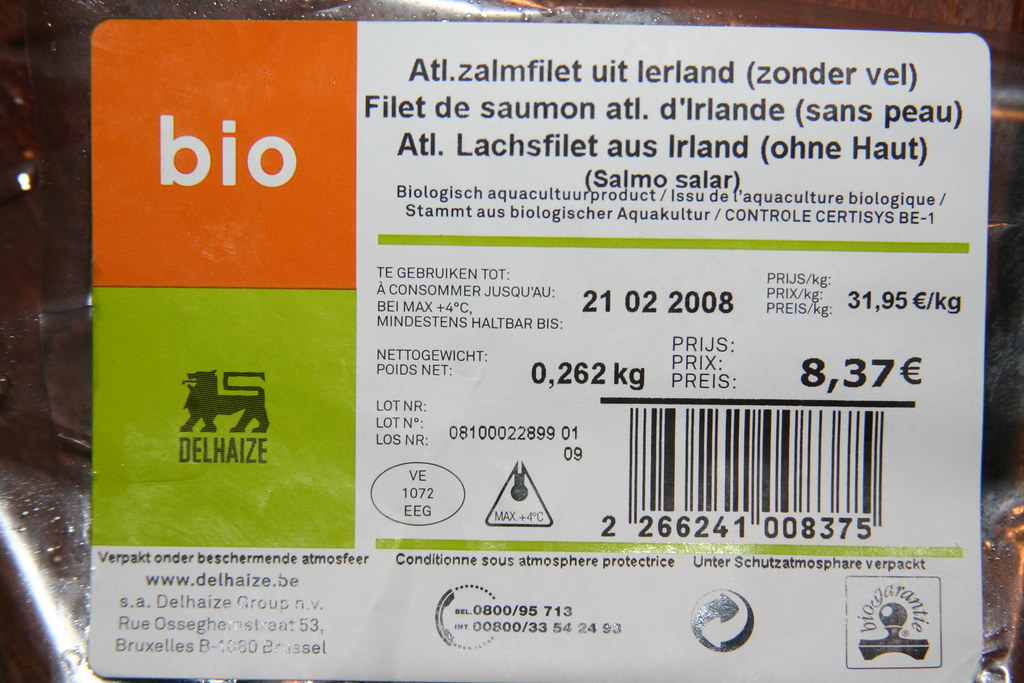 bio
Atl.zalmfilet uit Ierland (zonder vel)
Filet de saumon atl. d'Irlande (sans peau)
Atl. Lachsfilet aus Irland (ohne Haut)
(Salmo salar)
Biologisch aquacultuurproduct / Issu de l'aquaculture biologique /
Stammt aus biologischer Aquakultur / CONTROLE CERTISYS BE-1
TE GEBRUIKEN TOT:
À CONSOMMER JUSQU'AU:
BEI MAX +4°C,
MINDESTENS HALTBAR BIS:
21 02 2008
PRIJS/kg:
PRIX/kg:
PREIS/kg:
31,95 €/kg
NETTOGEWICHT:
POIDS NET:
0,262 kg
PRIJS:
PRIX:
PREIS:
8,37 €
LOT NR:
LOT N°:
LOS NR:
08100022899 01
09
VE
1072
EEG
MAX.+4°C
2 266241 008375
DELHAIZE
Verpakt onder beschermende atmosfeer
Conditionne sous atmosphere protectrice
Unter Schutzatmosphare verpackt
www.delhaize.be
s.a. Delhaize Group n.v.
Rue 53,
Bruxelles
BEL. 0800/95 713
INT. 00800/33 54 24 93
biogarantie
®